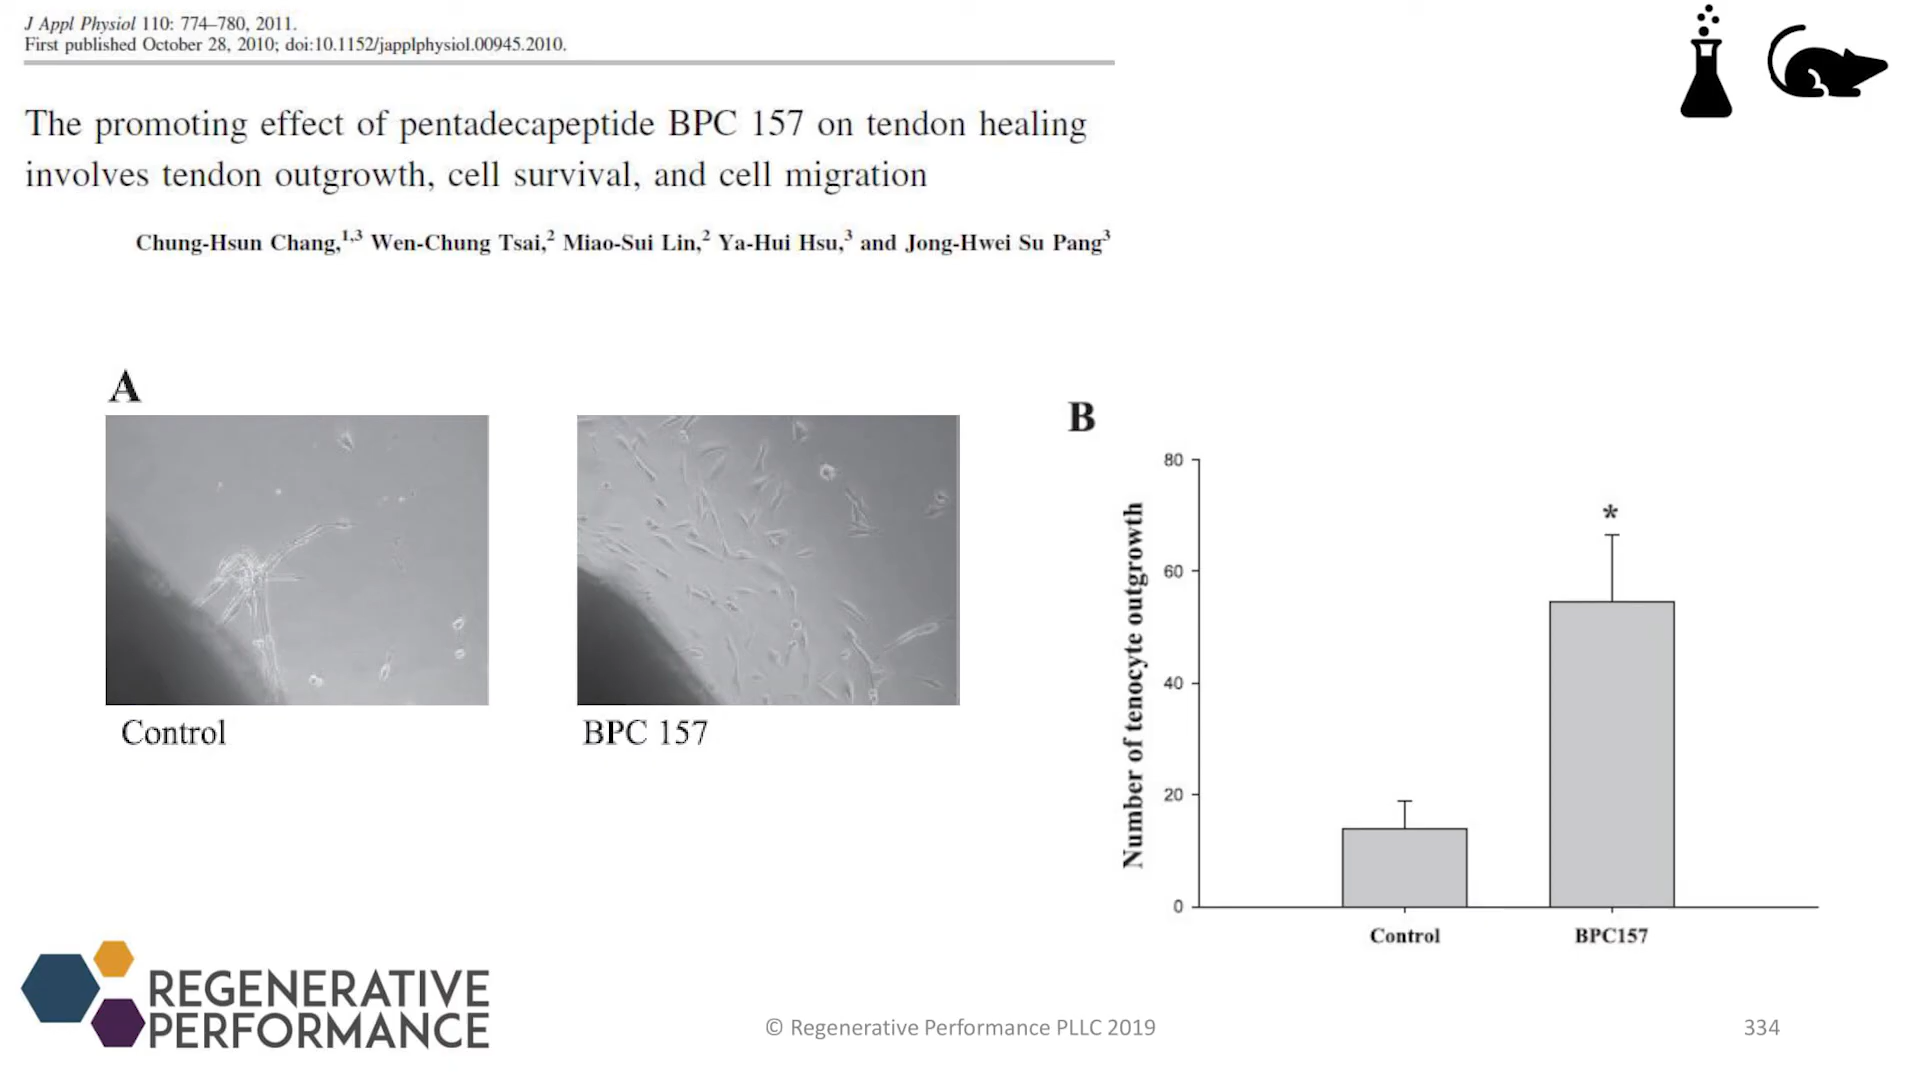 J Appl Physiol 110: 774–780, 2011.
First published October 28, 2010; doi:10.1152/japplphysiol.00945.2010.
The promoting effect of pentadecapeptide BPC 157 on tendon healing
involves tendon outgrowth, cell survival, and cell migration
Chung-Hsun Chang,1,3 Wen-Chung Tsai,2 Miao-Sui Lin,2 Ya-Hui Hsu,3 and Jong-Hwei Su Pang3
A
Control
BPC 157
B
Number of tenocyte outgrowth
80
60
40
20
0
*
Control
BPC157
REGENERATIVE
PERFORMANCE
© Regenerative Performance PLLC 2019
334